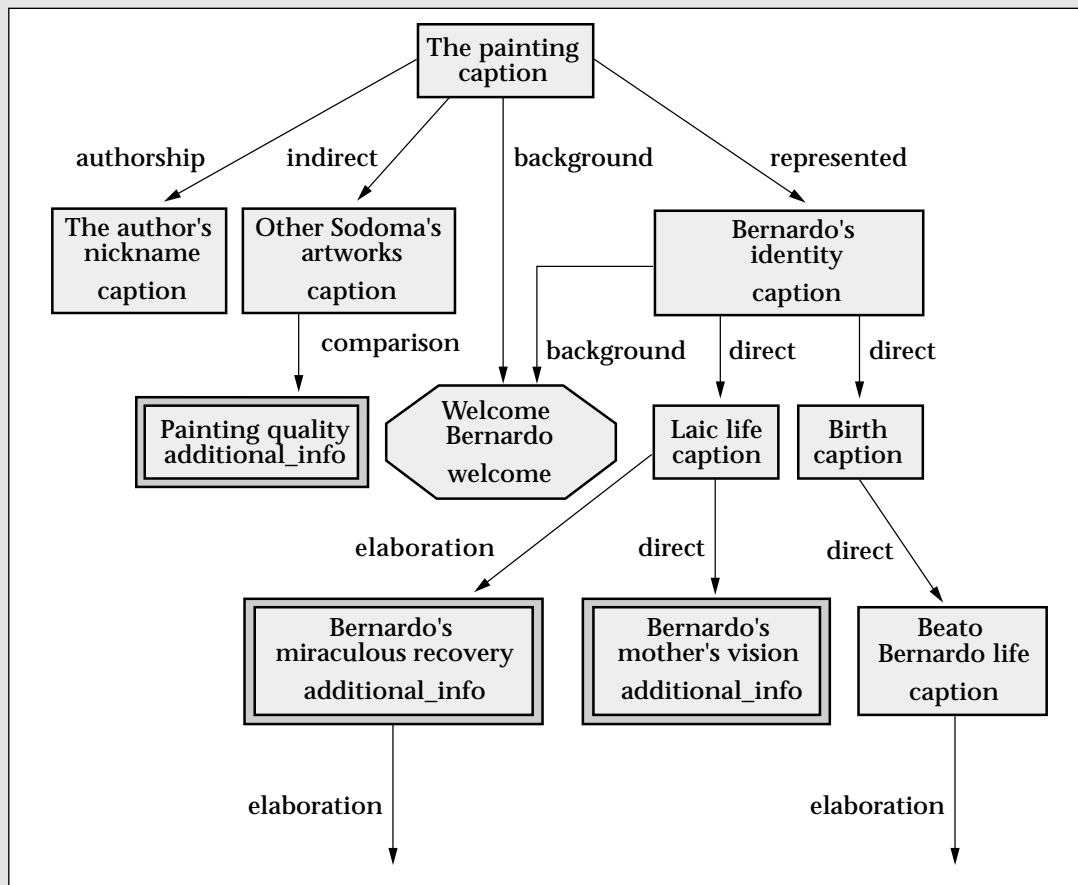 The painting
caption
authorship
indirect
background
represented
The author's
nickname
caption
Other Sodoma's
artworks
caption
Bernardo's
identity
caption
comparison
background
direct
direct
Painting quality
additional_info
Welcome
Bernardo
welcome
Laic life
caption
Birth
caption
elaboration
direct
direct
Bernardo's
miraculous recovery
additional_info
Bernardo's
mother's vision
additional_info
Beato
Bernardo life
caption
elaboration
elaboration